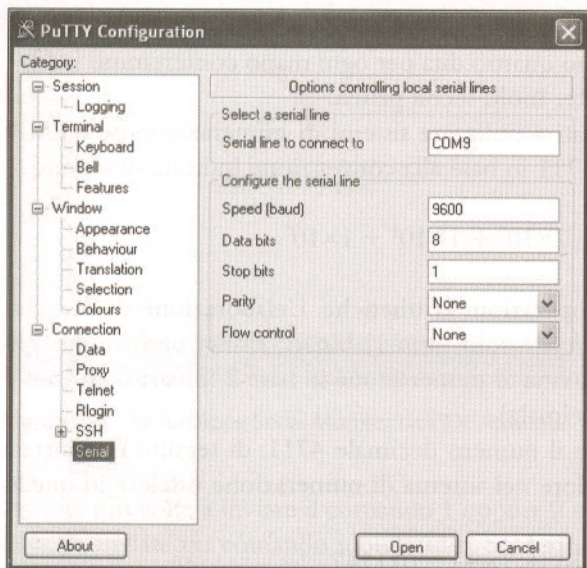 PuTTY Configuration
Category:
Session
Logging
Terminal
Keyboard
Bell
Features
Window
Appearance
Behaviour
Translation
Selection
Colours
Connection
Data
Proxy
Telnet
Rlogin
SSH
Serial
Options controlling local serial lines
Select a serial line
Serial line to connect to
COM9
Configure the serial line
Speed (baud)
9600
Data bits
8
Stop bits
1
Parity
None
Flow control
None
About
Open
Cancel